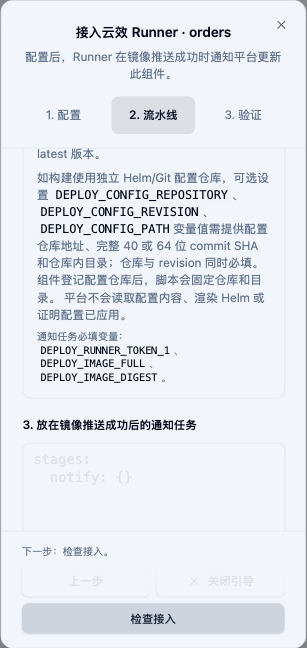 接入云效 Runner · orders
×
配置后，Runner 在镜像推送成功时通知平台更新
此组件。
1. 配置
2. 流水线
3. 验证
latest 版本。
如构建使用独立 Helm/Git 配置仓库，可选设
置 DEPLOY_CONFIG_REPOSITORY 、
DEPLOY_CONFIG_REVISION 、
DEPLOY_CONFIG_PATH 变量值需提供配置
仓库地址、完整 40 或 64 位 commit SHA
和仓库内目录；仓库与 revision 同时必填。
组件登记配置仓库后，脚本会固定仓库和目
录。 平台不会读取配置内容、渲染 Helm 或
证明配置已应用。
通知任务必填变量：
DEPLOY_RUNNER_TOKEN_1 、
DEPLOY_IMAGE_FULL 、
DEPLOY_IMAGE_DIGEST 。
3. 放在镜像推送成功后的通知任务
stages:
notify: {}
下一步：检查接入。
上一步
× 关闭引导
检查接入